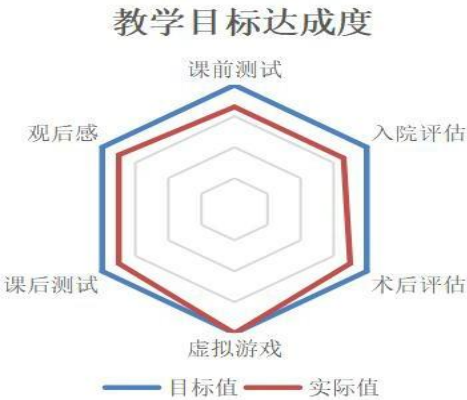 教学目标达成度
课前测试
观后感
入院评估
课后测试
术后评估
虚拟游戏
目标值
实际值